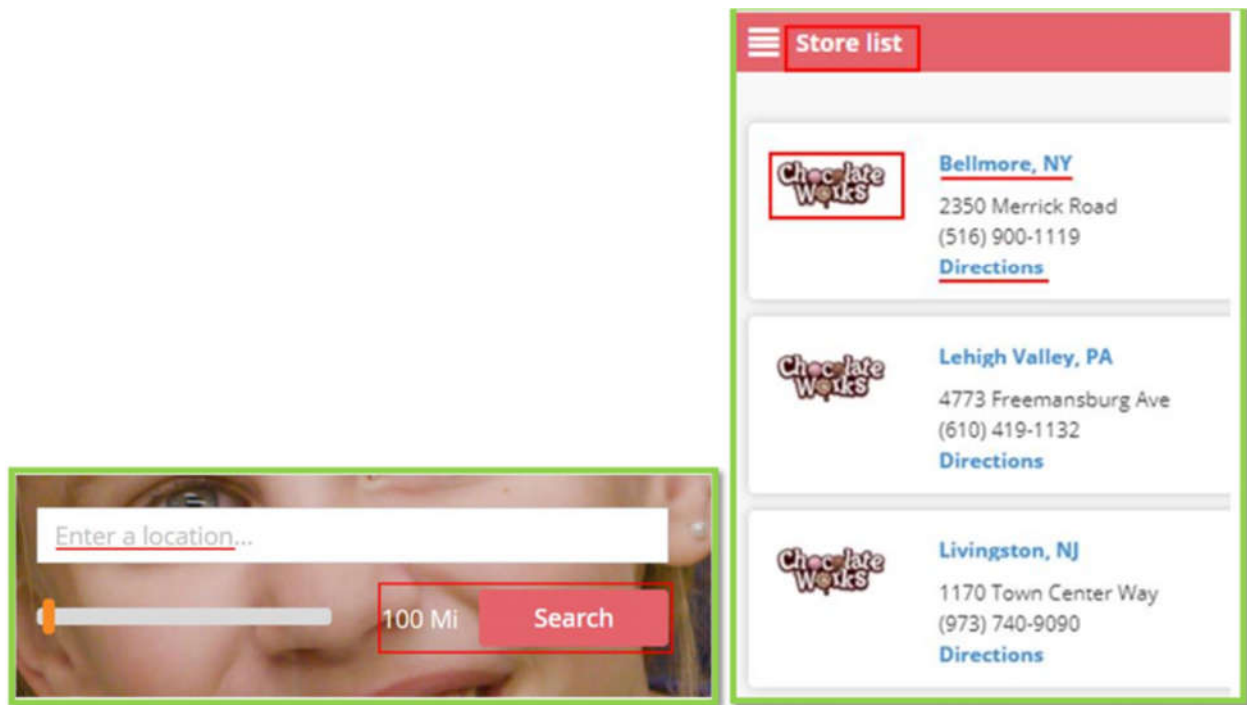 Enter a location...
100 Mi
Search
Store list
Chocolate
Works
Bellmore, NY
2350 Merrick Road
(516) 900-1119
Directions
Chocolate
Works
Lehigh Valley, PA
4773 Freemansburg Ave
(610) 419-1132
Directions
Chocolate
Works
Livingston, NJ
1170 Town Center Way
(973) 740-9090
Directions